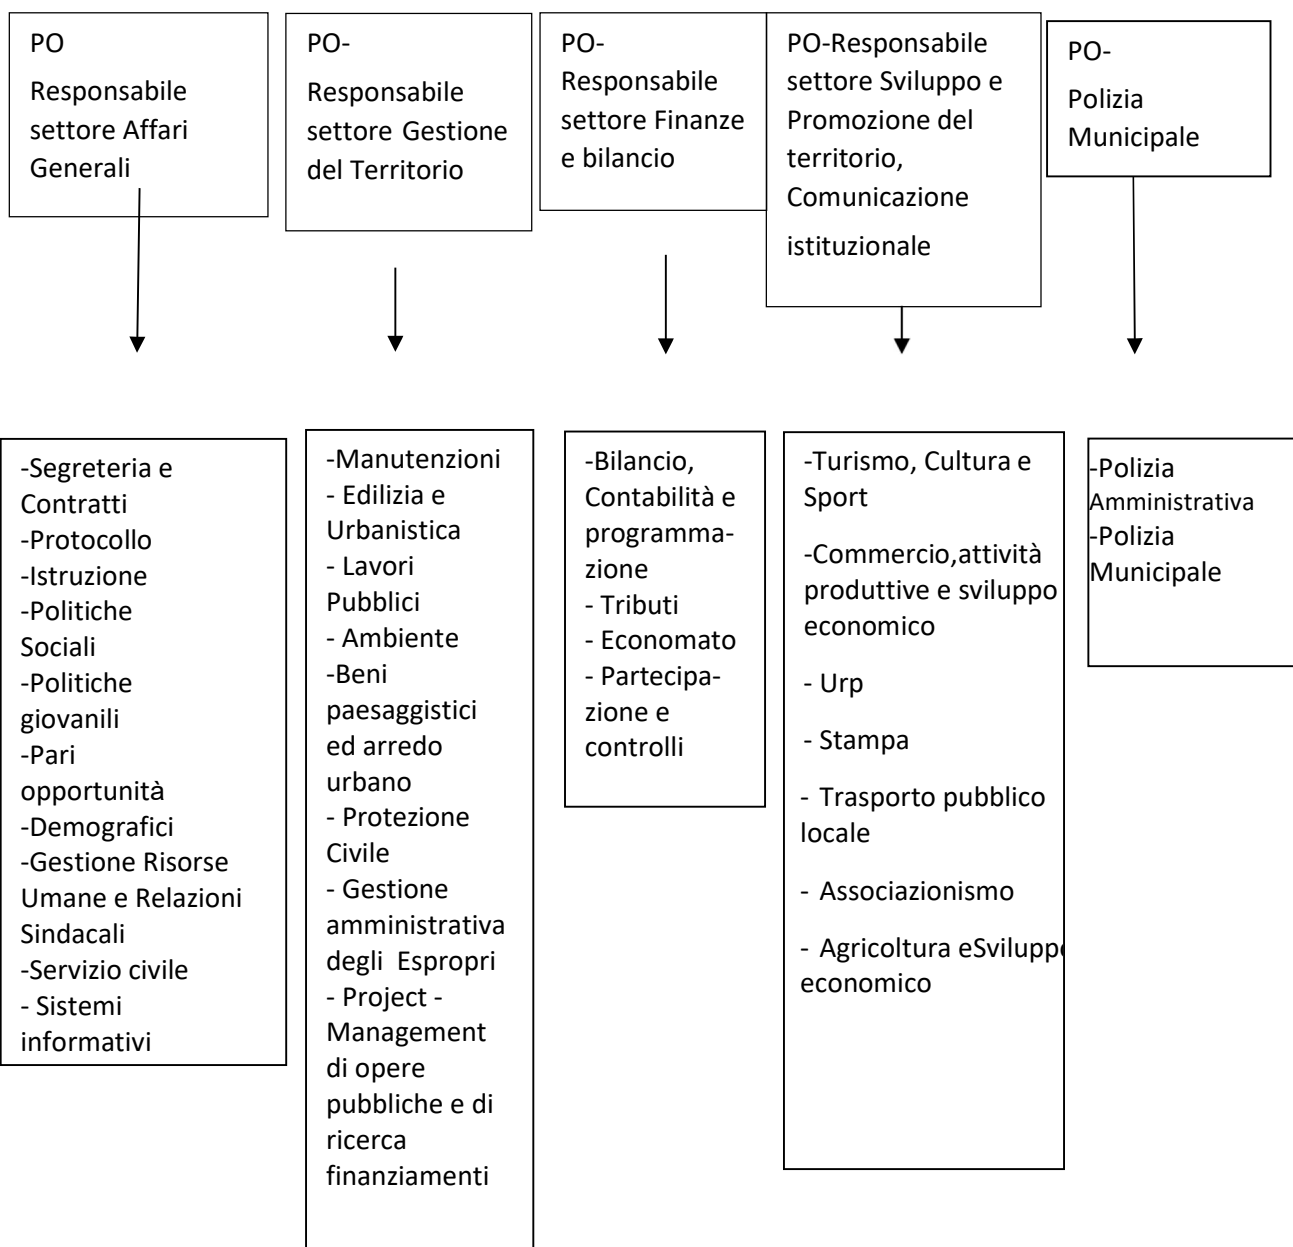 PO
Responsabile
settore Affari
Generali
PO-
Responsabile
settore Gestione
del Territorio
PO-
Responsabile
settore Finanze
e bilancio
PO-Responsabile
settore Sviluppo e
Promozione del
territorio,
Comunicazione
istituzionale
PO-
Polizia
Municipale
-Segreteria e
Contratti
-Protocollo
-Istruzione
-Politiche
Sociali
-Politiche
giovanili
-Pari
opportunità
-Demografici
-Gestione Risorse
Umane e Relazioni
Sindacali
-Servizio civile
- Sistemi
informativi
-Manutenzioni
- Edilizia e
Urbanistica
- Lavori
Pubblici
- Ambiente
-Beni
paesaggistici
ed arredo
urbano
- Protezione
Civile
- Gestione
amministrativa
degli Espropri
- Project -
Management
di opere
pubbliche e di
ricerca
finanziamenti
-Bilancio,
Contabilità e
programma-
zione
- Tributi
- Economato
- Partecipa-
zione e
controlli
-Turismo, Cultura e
Sport
-Commercio,attività
produttive e sviluppo
economico
- Urp
- Stampa
- Trasporto pubblico
locale
- Associazionismo
- Agricoltura eSviluppo
economico
-Polizia
Amministrativa
-Polizia
Municipale